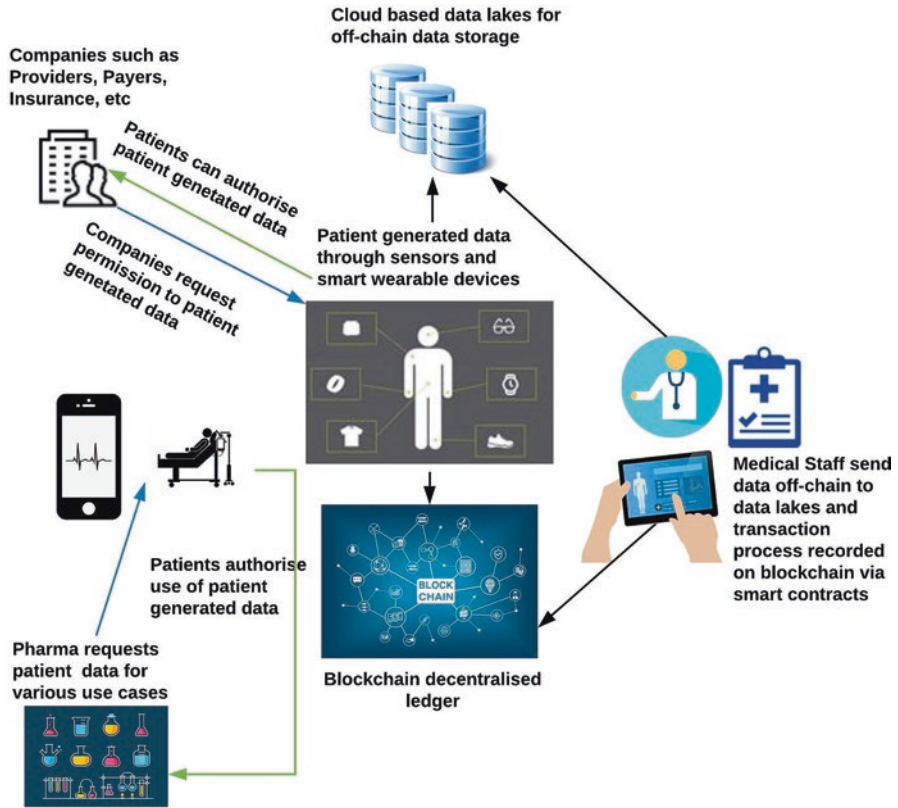 Cloud based data lakes for
off-chain data storage
Companies such as
Providers, Payers,
Insurance, etc
Patients can authorise
patient genetated data
Companies request
permission to patient
genetated data
Patient generated data
through sensors and
smart wearable devices
Medical Staff send
data off-chain to
data lakes and
transaction
process recorded
on blockchain via
smart contracts
Patients authorise
use of patient
generated data
BLOCK
CHAIN
Pharma requests
patient data for
various use cases
Blockchain decentralised
ledger